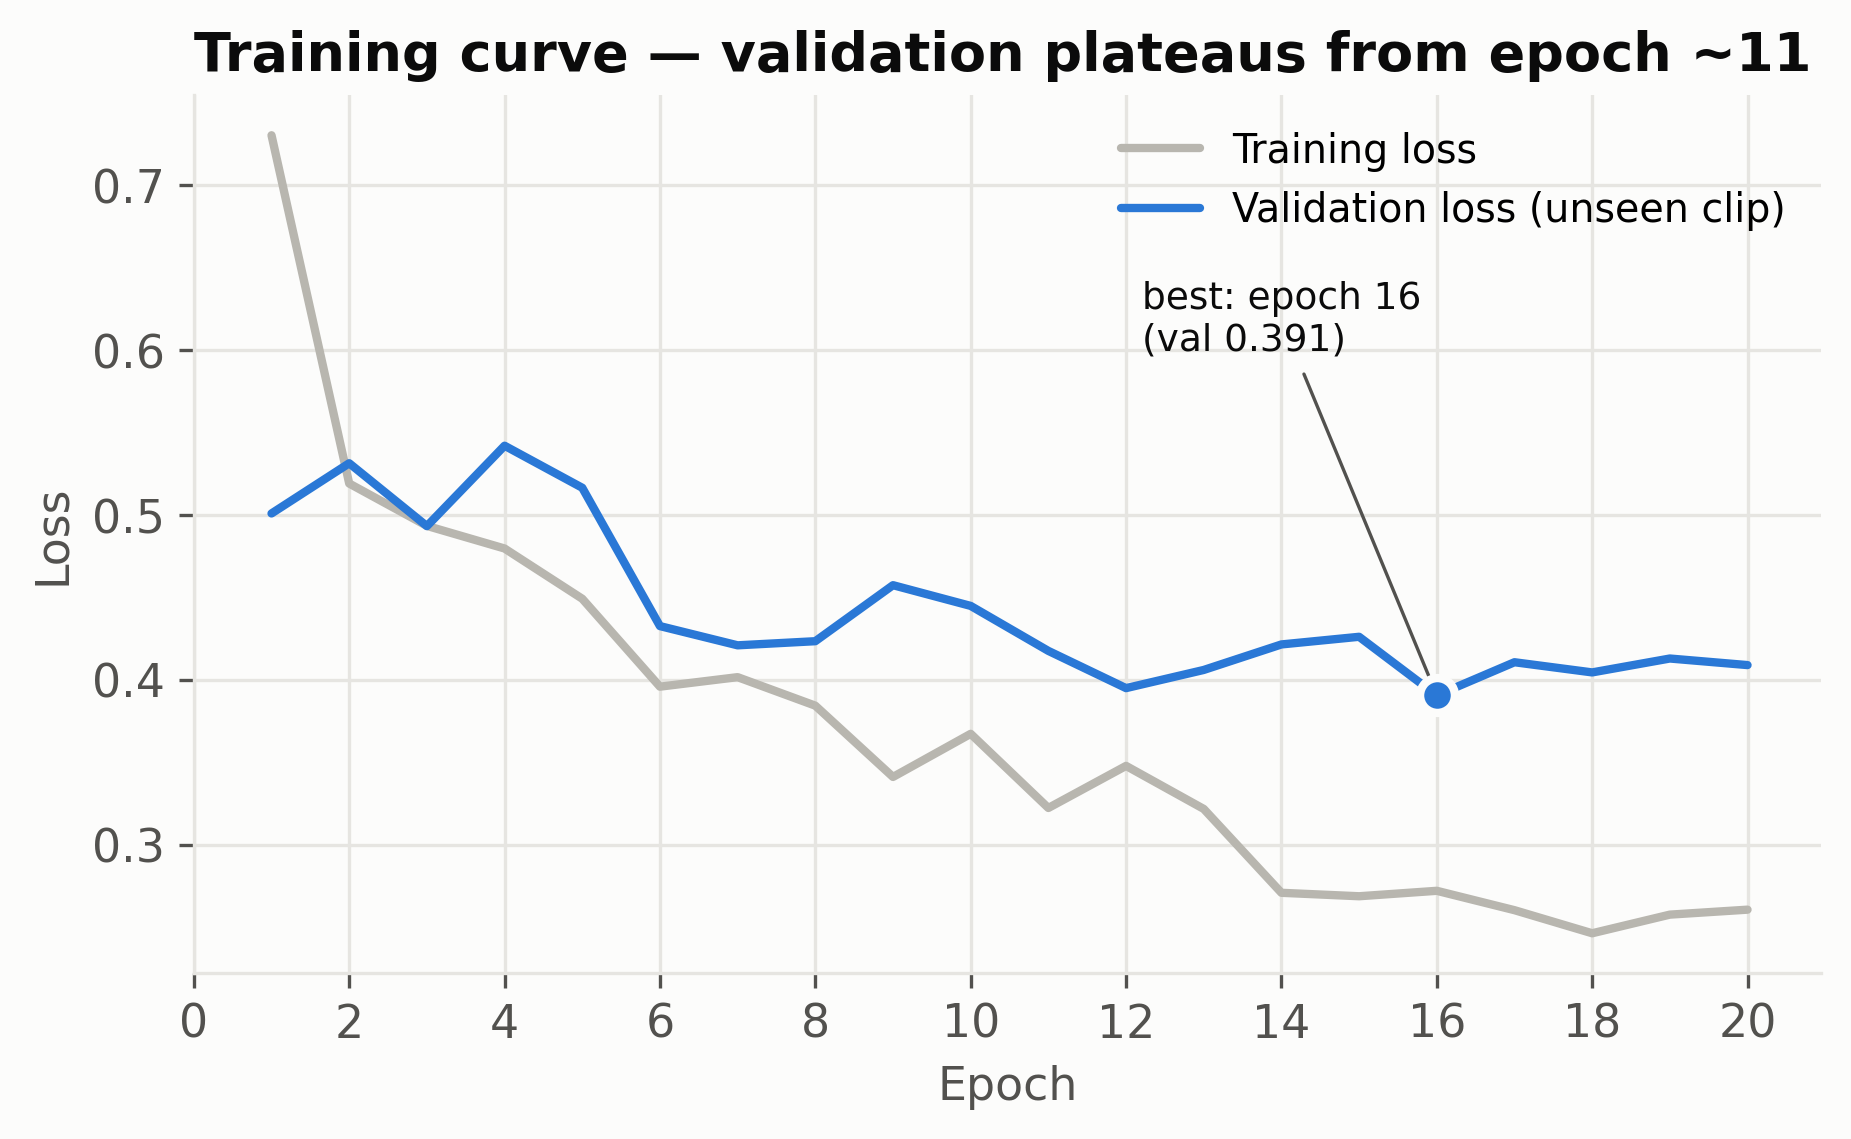 Training curve — validation plateaus from epoch ~11
Training loss
Validation loss (unseen clip)
best: epoch 16
(val 0.391)
Loss
0.7
0.6
0.5
0.4
0.3
0 2 4 6 8 10 12 14 16 18 20
Epoch